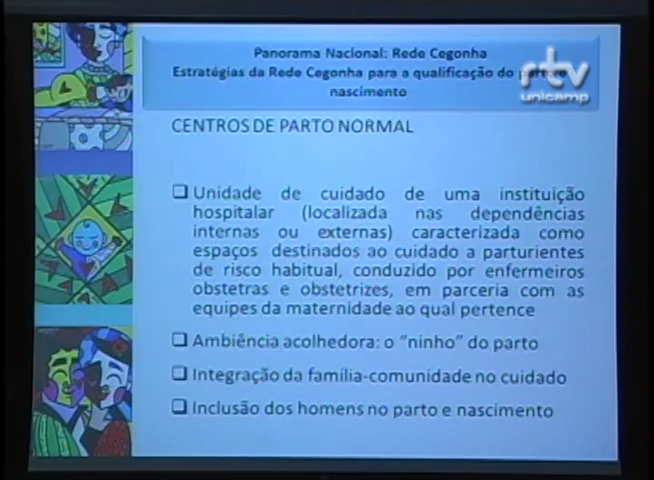 Panorama Nacional: Rede Cegonha
Estratégias da Rede Cegonha para a qualificação do parto e
nascimento
rtv
unicamp
CENTROS DE PARTO NORMAL
Unidade de cuidado de uma instituição
hospitalar (localizada nas dependências
internas ou externas) caracterizada como
espaços destinados ao cuidado a parturientes
de risco habitual, conduzido por enfermeiros
obstetras e obstetrizes, em parceria com as
equipes da maternidade ao qual pertence
Ambiência acolhedora: o “ninho” do parto
Integração da família-comunidade no cuidado
Inclusão dos homens no parto e nascimento